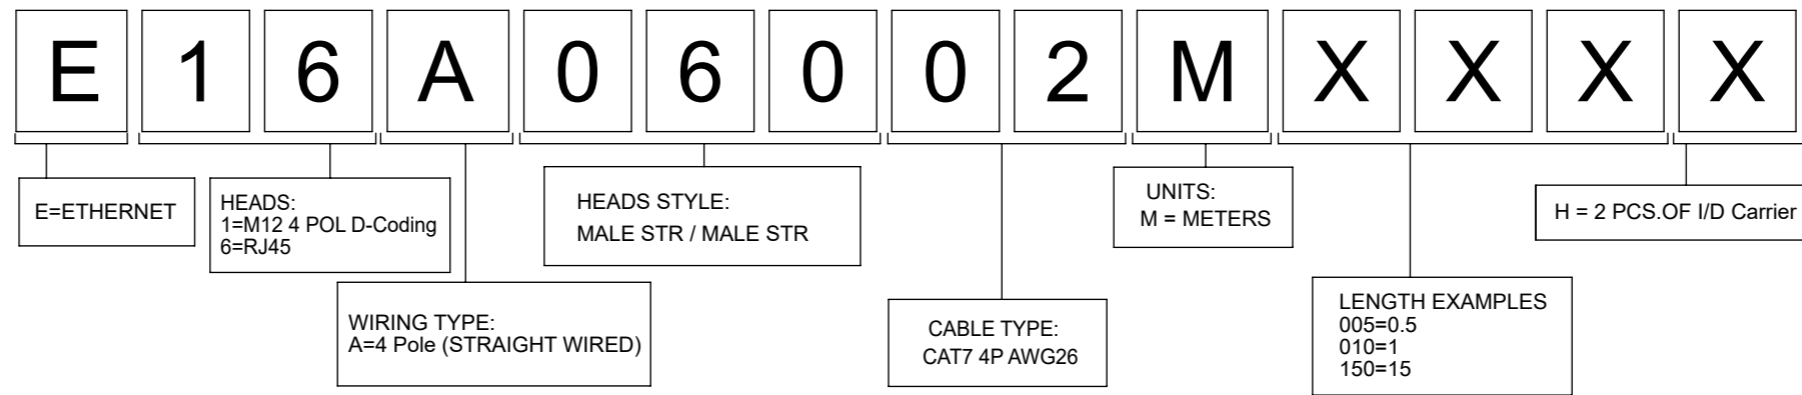 E 1 6 A 0 6 0 0 2 M X X X X
E=ETHERNET
HEADS:
1=M12 4 POL D-Coding
6=RJ45
WIRING TYPE:
A=4 Pole (STRAIGHT WIRED)
HEADS STYLE:
MALE STR / MALE STR
CABLE TYPE:
CAT7 4P AWG26
UNITS:
M = METERS
LENGTH EXAMPLES
005=0.5
010=1
150=15
H = 2 PCS.OF I/D Carrier